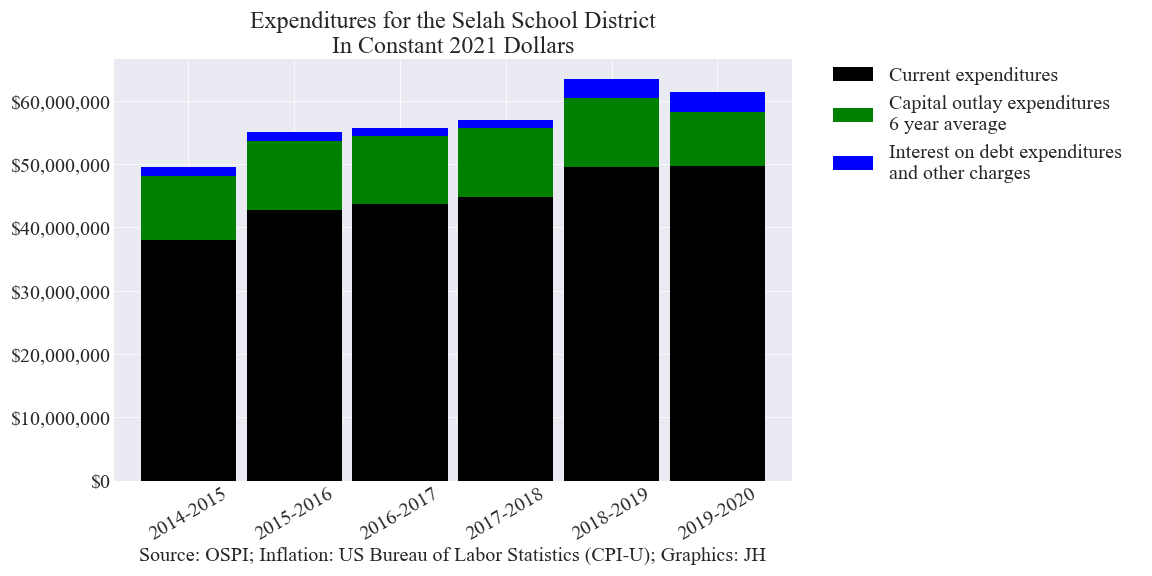 Expenditures for the Selah School District
In Constant 2021 Dollars
Current expenditures
Capital outlay expenditures
6 year average
Interest on debt expenditures
and other charges
$60,000,000
$50,000,000
$40,000,000
$30,000,000
$20,000,000
$10,000,000
$0
2014-2015
2015-2016
2016-2017
2017-2018
2018-2019
2019-2020
Source: OSPI; Inflation: US Bureau of Labor Statistics (CPI-U); Graphics: JH